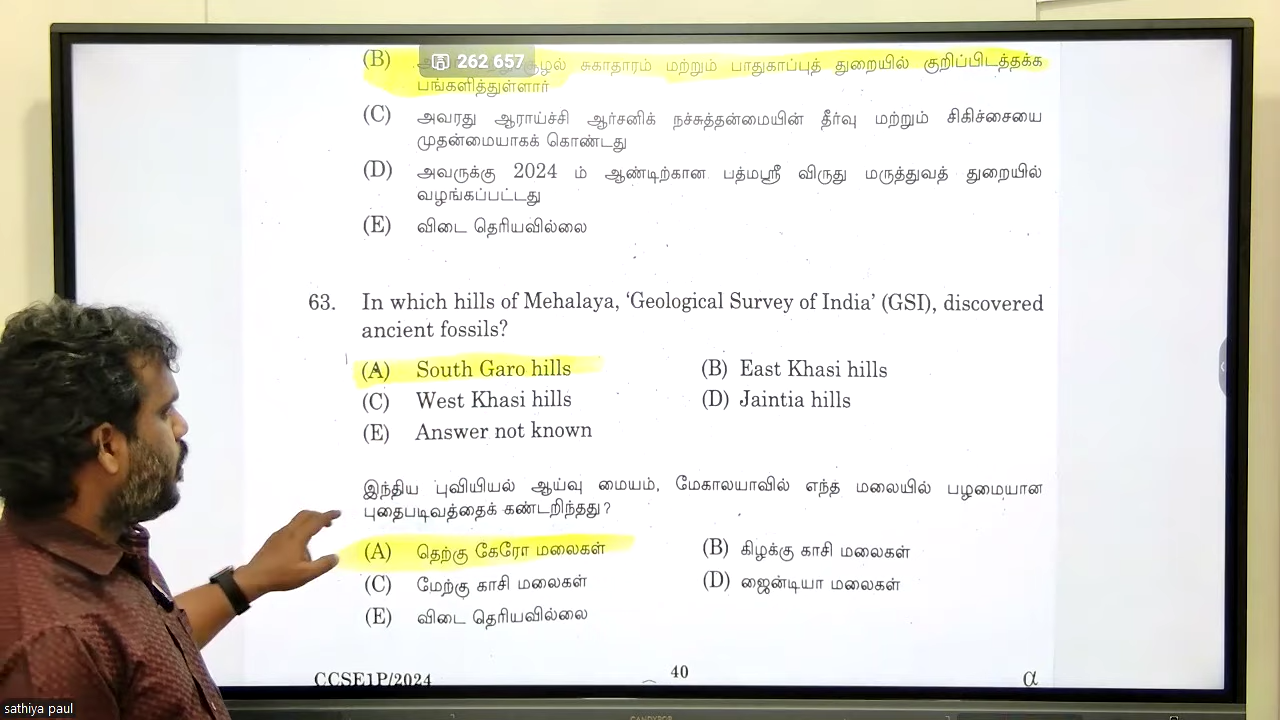 (B) சுகாதாரம் மற்றும் பாதுகாப்புத் துறையில் குறிப்பிடத்தக்க
262 657
பங்களித்துள்ளார்
(C) அவரது ஆராய்ச்சி ஆர்சனிக் நச்சுத்தன்மையின் தீர்வு மற்றும் சிகிச்சையை
முதன்மையாகக் கொண்டது
(D) அவருக்கு 2024 ம் ஆண்டிற்கான பத்மஸ்ரீ விருது மருத்துவத் துறையில்
வழங்கப்பட்டது
(E) விடை தெரியவில்லை
63. In which hills of Mehalaya, ‘Geological Survey of India’ (GSI), discovered
ancient fossils?
(A) South Garo hills (B) East Khasi hills
(C) West Khasi hills (D) Jaintia hills
(E) Answer not known
இந்திய புவியியல் ஆய்வு மையம், மேகாலயாவில் எந்த மலையில் பழமையான
புதைபடிவத்தைக் கண்டறிந்தது?
(A) தெற்கு கேரோ மலைகள் (B) கிழக்கு காசி மலைகள்
(C) மேற்கு காசி மலைகள் (D) ஜைன்டியா மலைகள்
(E) விடை தெரியவில்லை
CCSE1P/2024 40 α
sathiya paul